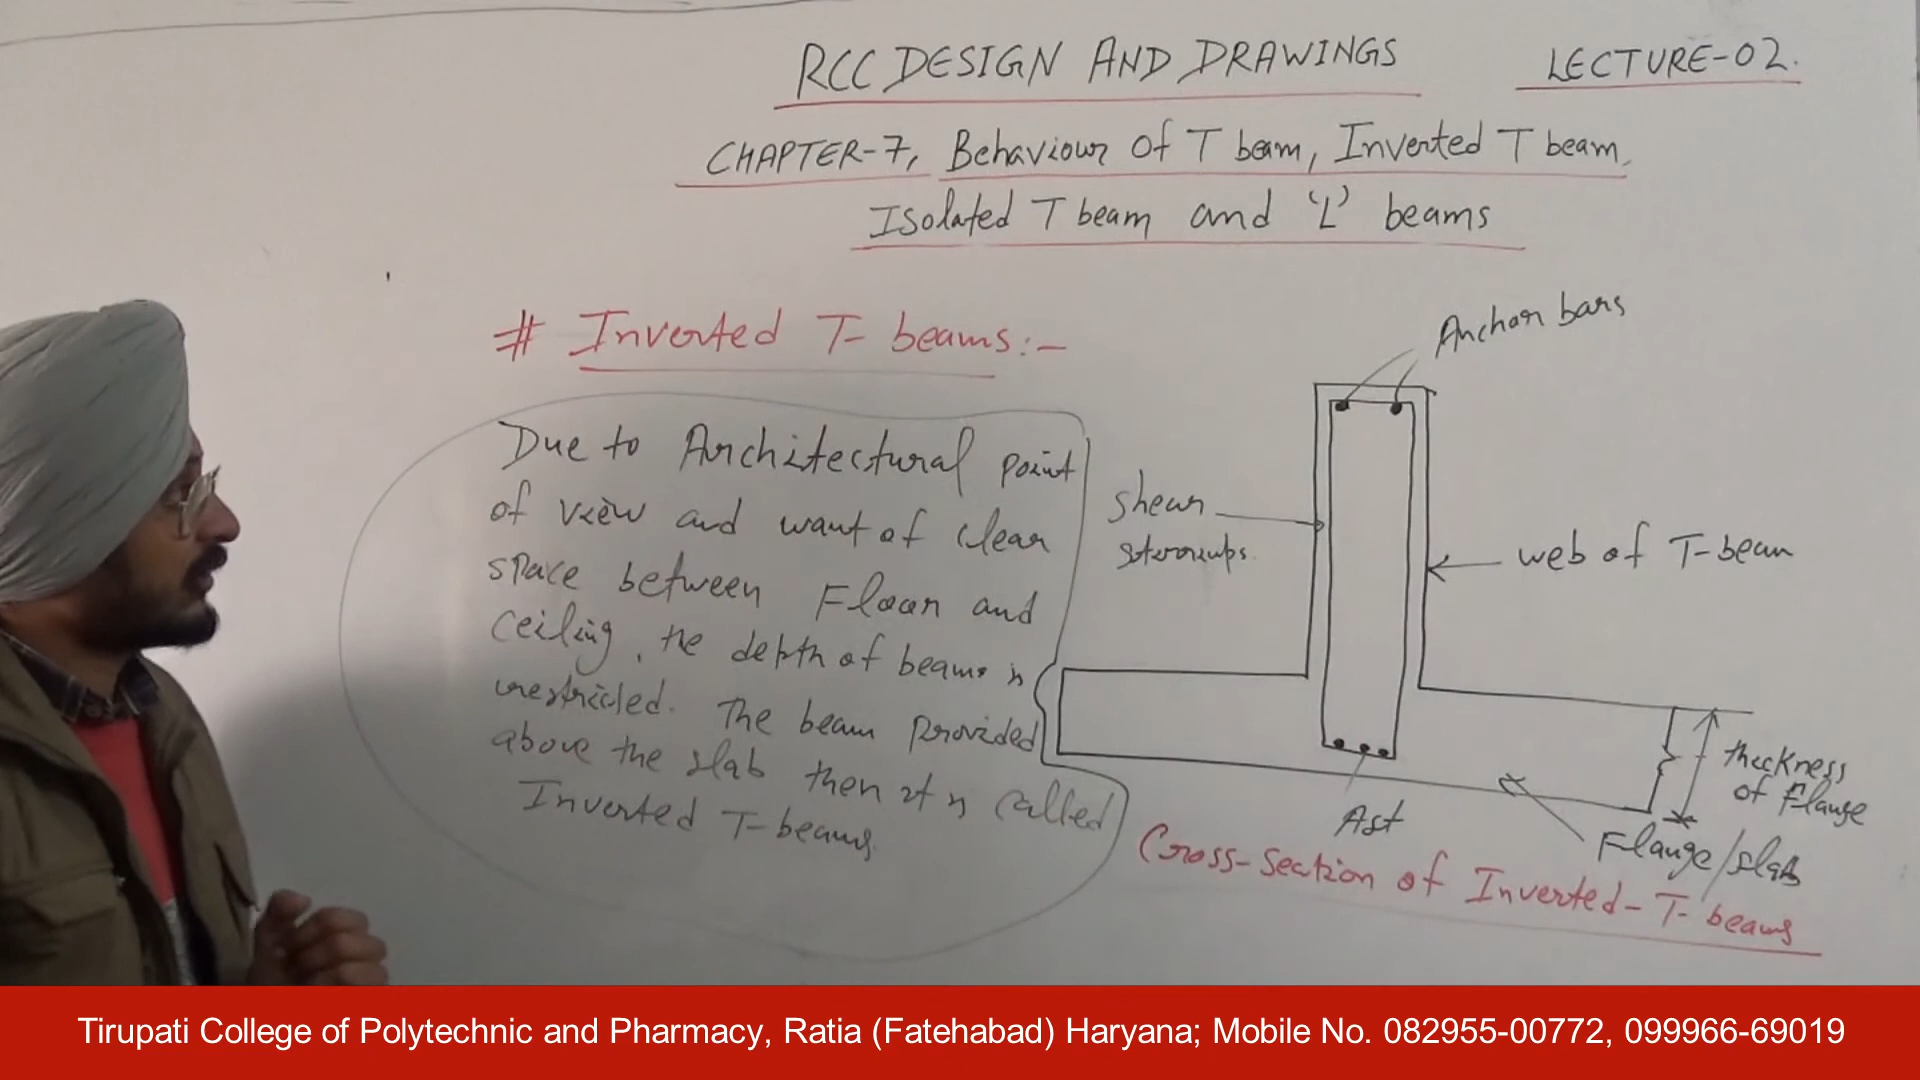 RCC DESIGN AND DRAWINGS LECTURE-02.
CHAPTER-7, Behaviour of T beam, Inverted T beam,
Isolated T beam and 'L' beams
# Inverted T- beams:-
Due to Architectural point
of view and want of clear
space between Floor and
ceiling, the depth of beams is
restricted. The beam provided
above the slab then it is called
Inverted T-beams.
Anchor bars
shear
stirrups.
web of T-beam
thickness
of Flange
Ast
Flange/slab
Cross-section of Inverted-T-beams
Tirupati College of Polytechnic and Pharmacy, Ratia (Fatehabad) Haryana; Mobile No. 082955-00772, 099966-69019